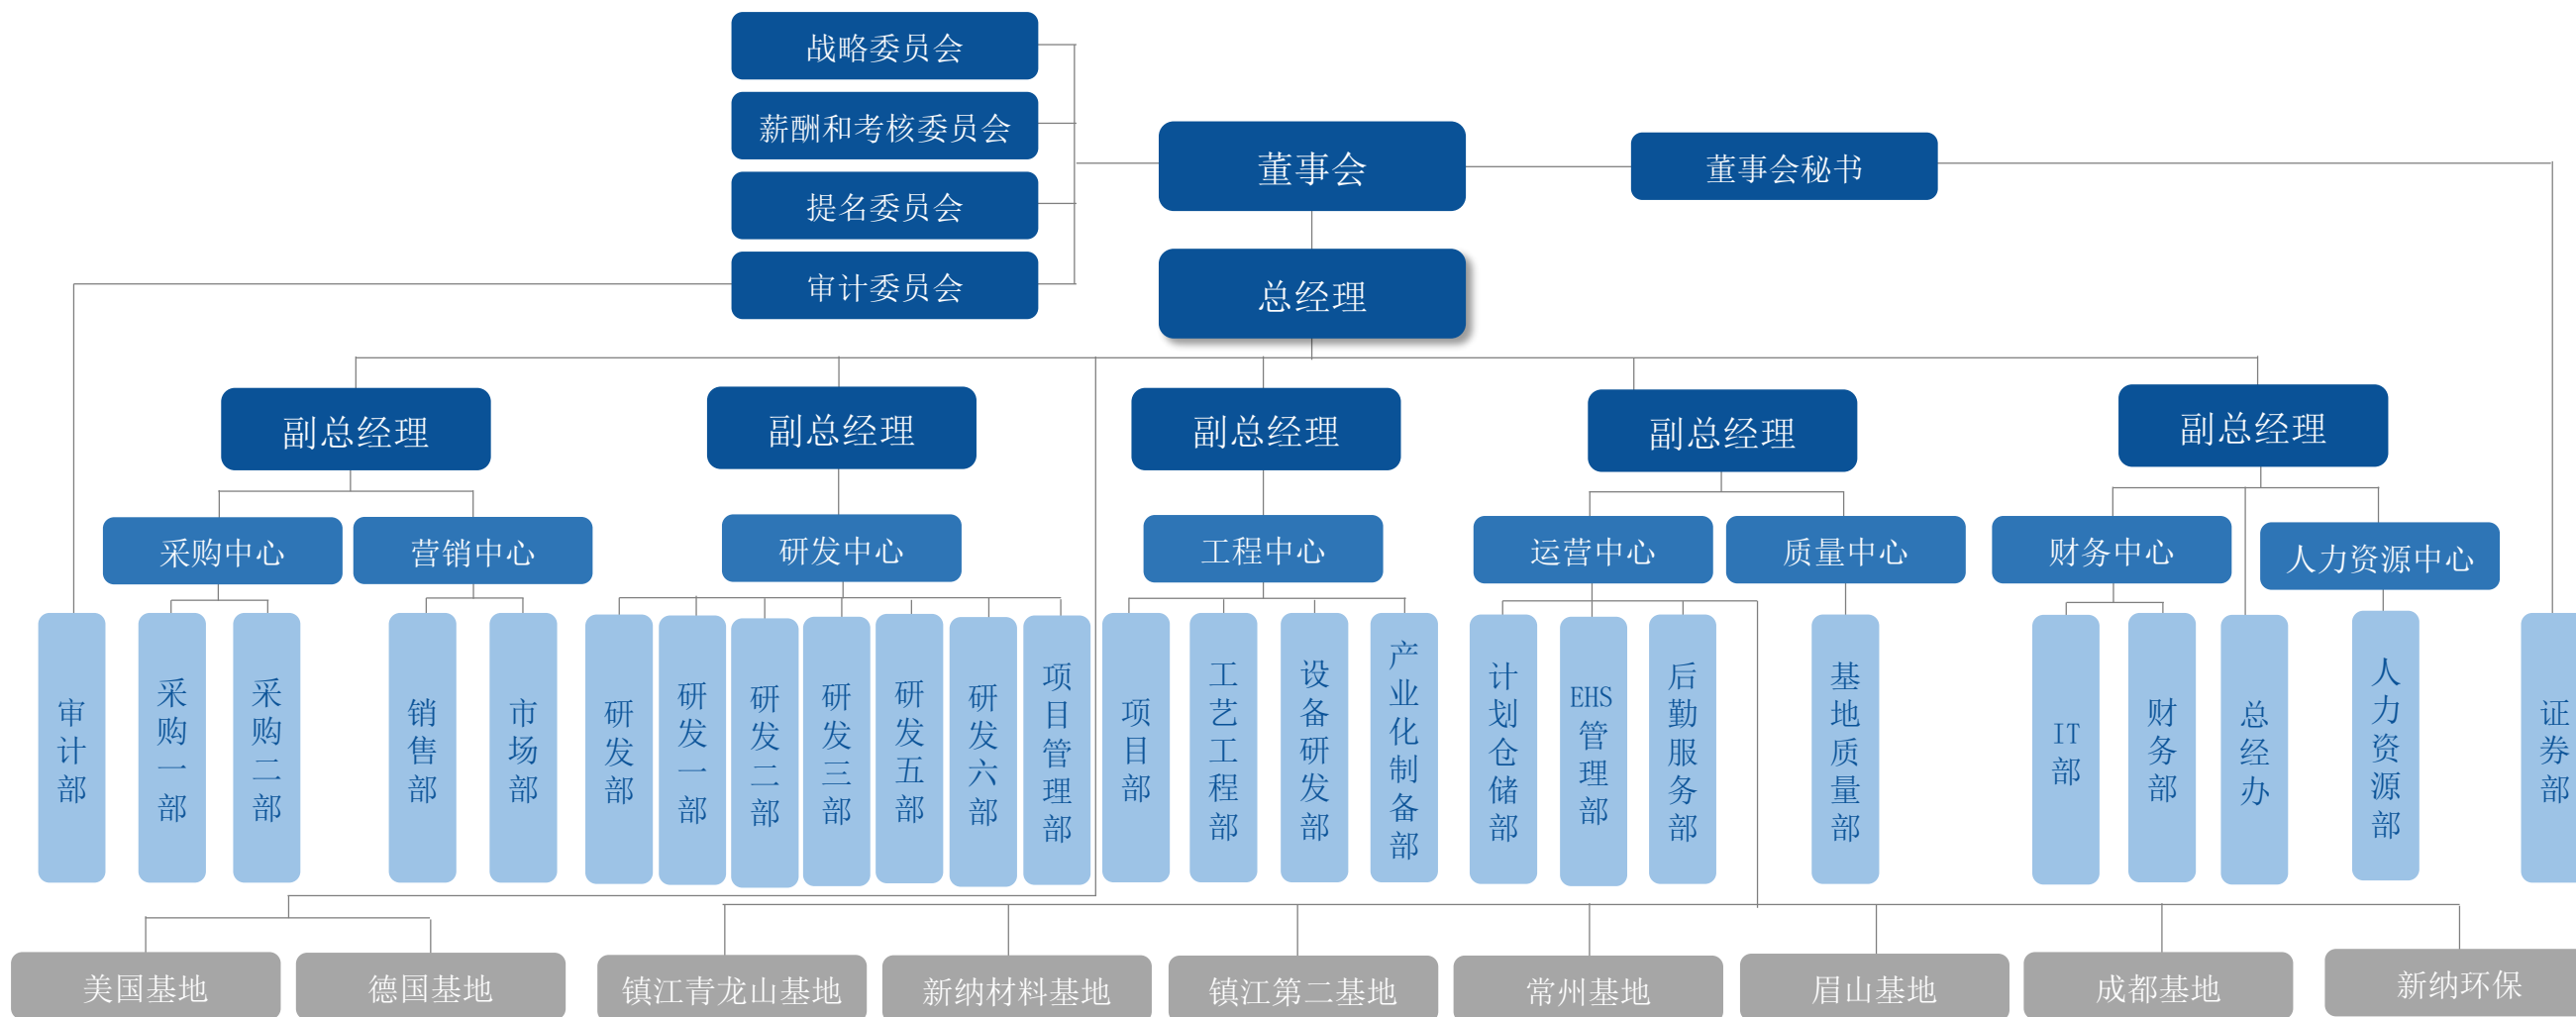 战略委员会
薪酬和考核委员会
提名委员会
审计委员会
董事会
董事会秘书
总经理
副总经理
副总经理
副总经理
副总经理
副总经理
采购中心
营销中心
研发中心
工程中心
运营中心
质量中心
财务中心
人力资源中心
审计部
采购一部
采购二部
销售部
市场部
研发部
研发一部
研发二部
研发三部
研发五部
研发六部
项目管理部
项目部
工艺工程部
设备研发部
产业化制备部
计划仓储部
EHS管理部
后勤服务部
基地质量部
IT部
财务部
总经办
人力资源部
证券部
美国基地
德国基地
镇江青龙山基地
新纳材料基地
镇江第二基地
常州基地
眉山基地
成都基地
新纳环保